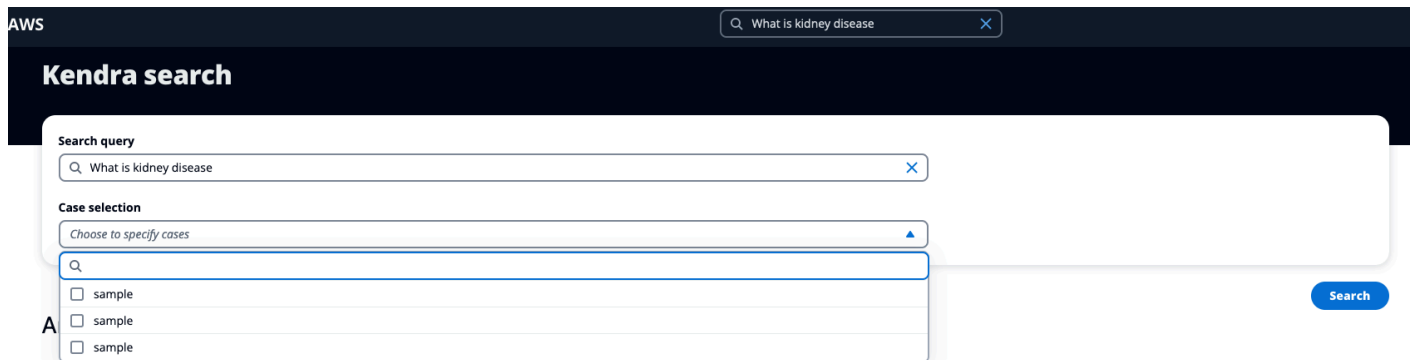 AWS
What is kidney disease
Kendra search
Search query
What is kidney disease
Case selection
Choose to specify cases
sample
Search
sample
sample